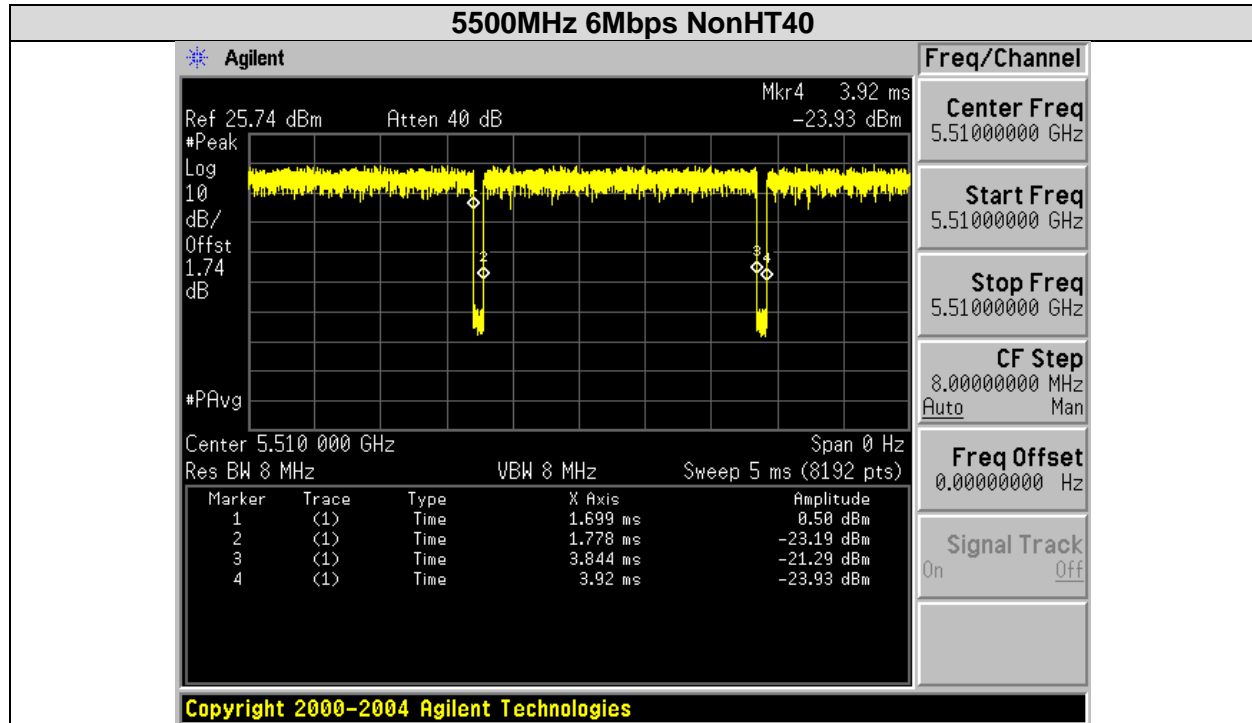 5500MHz 6Mbps NonHT40
Agilent
Freq/Channel
Mkr4 3.92 ms
Ref 25.74 dBm Atten 40 dB -23.93 dBm
#Peak
Log
10
dB/
Offst
1.74
dB
1
2
3
4
#PAvg
Center 5.510 000 GHz Span 0 Hz
Res BW 8 MHz VBW 8 MHz Sweep 5 ms (8192 pts)
Marker Trace Type X Axis Amplitude
1 (1) Time 1.699 ms 0.50 dBm
2 (1) Time 1.778 ms -23.19 dBm
3 (1) Time 3.844 ms -21.29 dBm
4 (1) Time 3.92 ms -23.93 dBm
Center Freq
5.51000000 GHz
Start Freq
5.51000000 GHz
Stop Freq
5.51000000 GHz
CF Step
8.00000000 MHz
Auto Man
Freq Offset
0.00000000 Hz
Signal Track
On Off
Copyright 2000-2004 Agilent Technologies